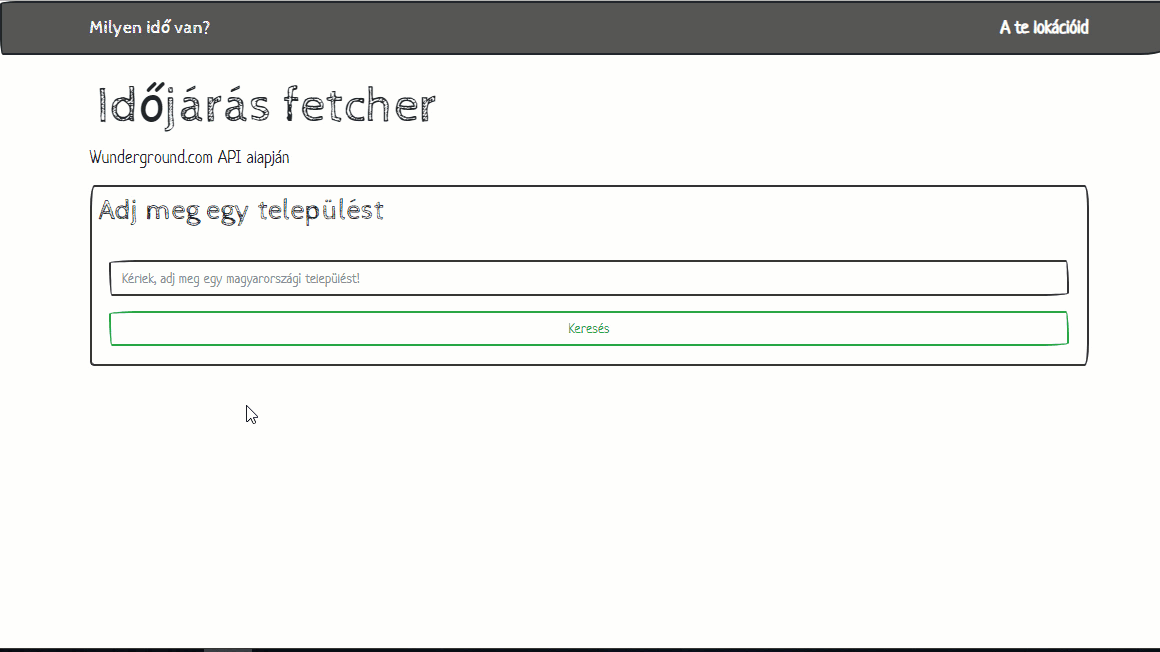 Milyen idő van?
A te lokációid
Időjárás fetcher
Wunderground.com API alapján
Adj meg egy települést
Kériek, adj meg egy magyarországi települést!
Keresés